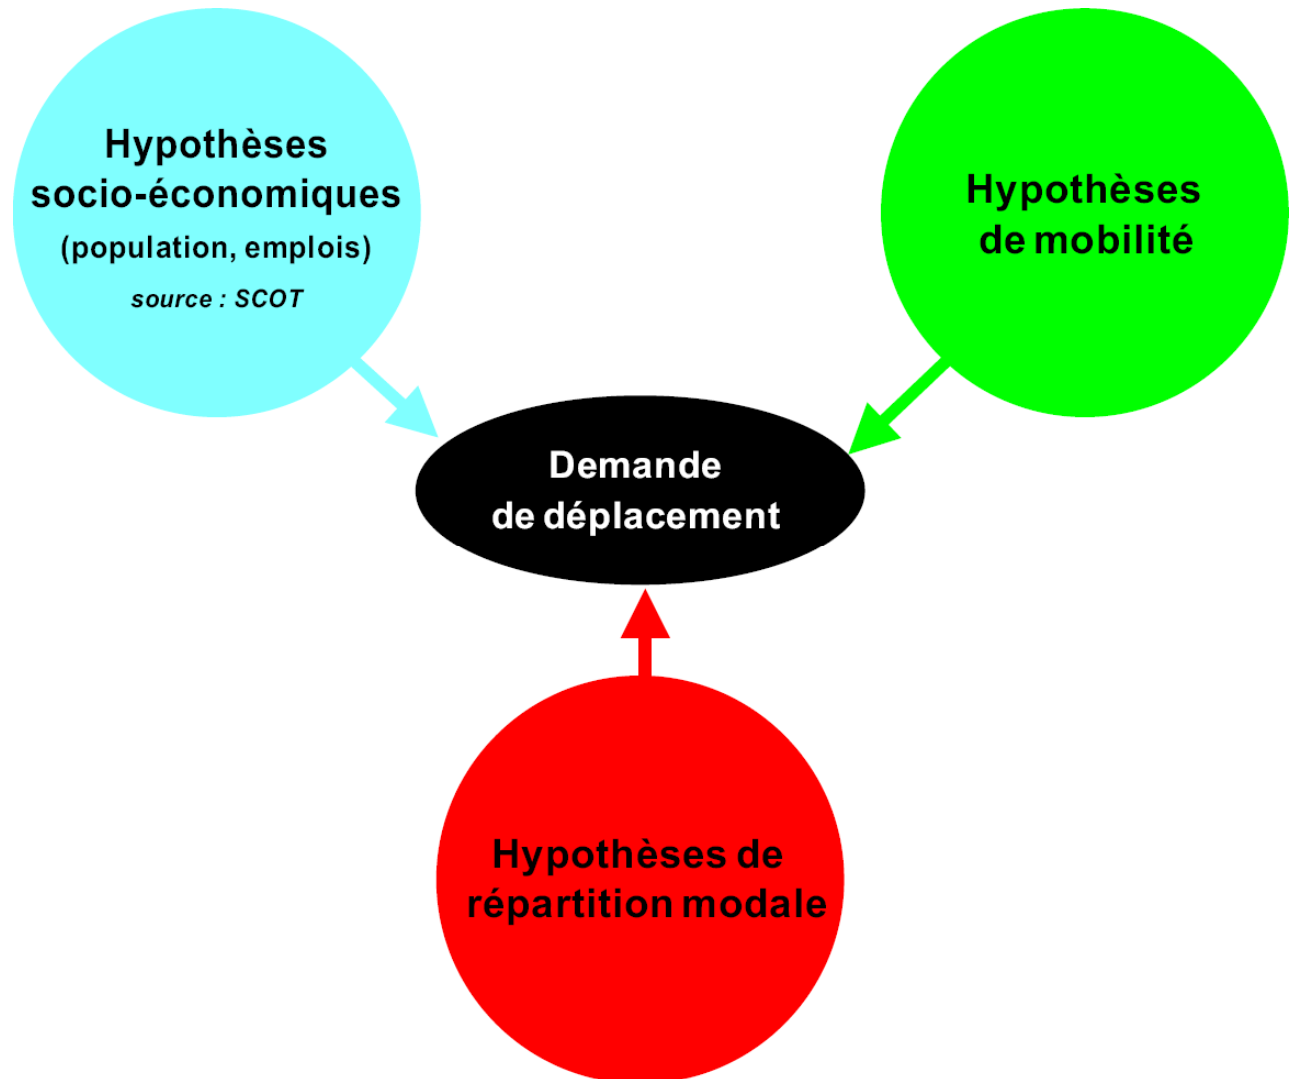 Hypothèses
socio-économiques
(population, emplois)
source : SCOT
Hypothèses
de mobilité
Demande
de déplacement
Hypothèses de
répartition modale